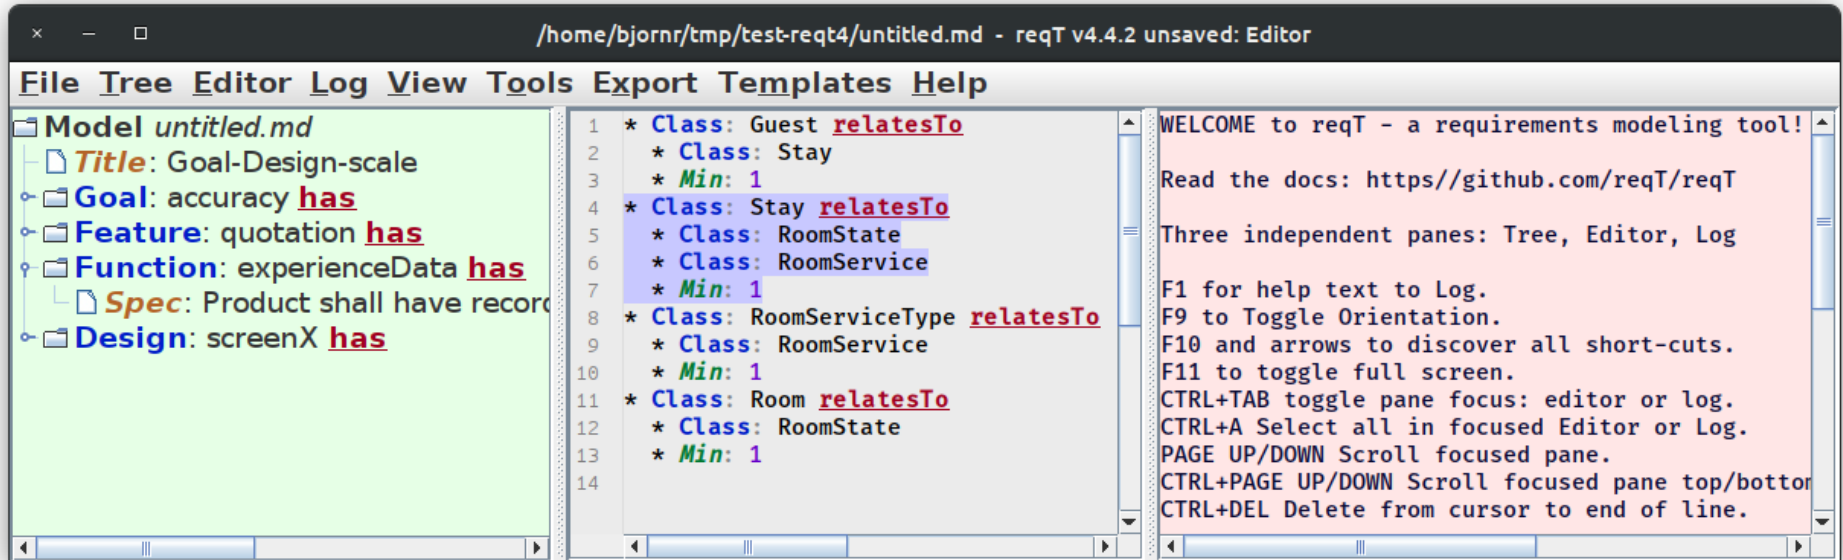 /home/bjornr/tmp/test-reqt4/untitled.md - reqT v4.4.2 unsaved: Editor
File Tree Editor Log View Tools Export Templates Help
Model untitled.md
Title: Goal-Design-scale
Goal: accuracy has
Feature: quotation has
Function: experienceData has
Spec: Product shall have record
Design: screenX has
1 * Class: Guest relatesTo
2 * Class: Stay
3 * Min: 1
4 * Class: Stay relatesTo
5 * Class: RoomState
6 * Class: RoomService
7 * Min: 1
8 * Class: RoomServiceType relatesTo
9 * Class: RoomService
10 * Min: 1
11 * Class: Room relatesTo
12 * Class: RoomState
13 * Min: 1
14
WELCOME to reqT - a requirements modeling tool!
Read the docs: https//github.com/reqT/reqT
Three independent panes: Tree, Editor, Log
F1 for help text to Log.
F9 to Toggle Orientation.
F10 and arrows to discover all short-cuts.
F11 to toggle full screen.
CTRL+TAB toggle pane focus: editor or log.
CTRL+A Select all in focused Editor or Log.
PAGE UP/DOWN Scroll focused pane.
CTRL+PAGE UP/DOWN Scroll focused pane top/bottom
CTRL+DEL Delete from cursor to end of line.